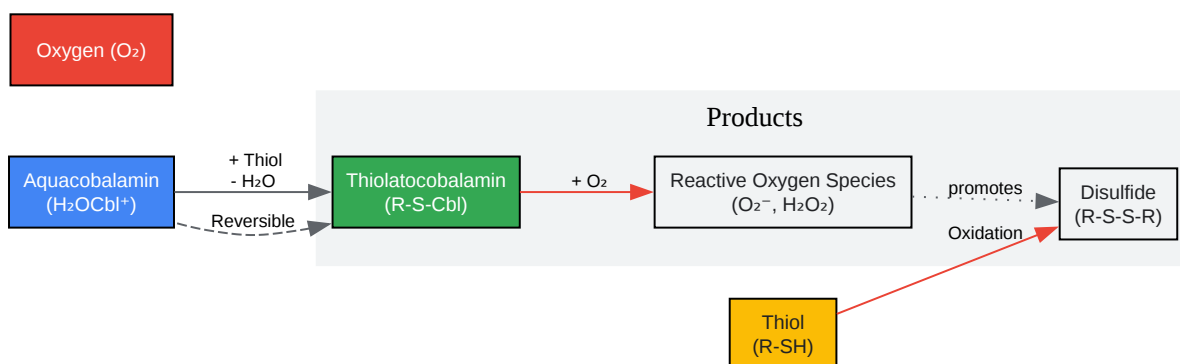 Oxygen (O₂)
Products
Aquacobalamin
(H₂OCbl⁺)
+ Thiol
- H₂O
Reversible
Thiolatocobalamin
(R-S-Cbl)
+ O₂
Reactive Oxygen Species
(O₂⁻, H₂O₂)
promotes
Disulfide
(R-S-S-R)
Oxidation
Thiol
(R-SH)